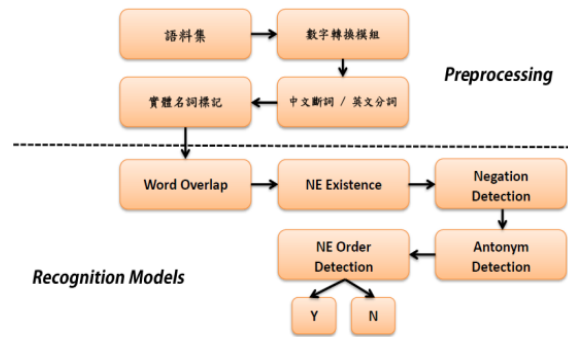 語料集
數字轉換模組
Preprocessing
實體名詞標記
中文斷詞 / 英文分詞
Word Overlap
NE Existence
Negation
Detection
NE Order
Detection
Antonym
Detection
Recognition Models
Y
N